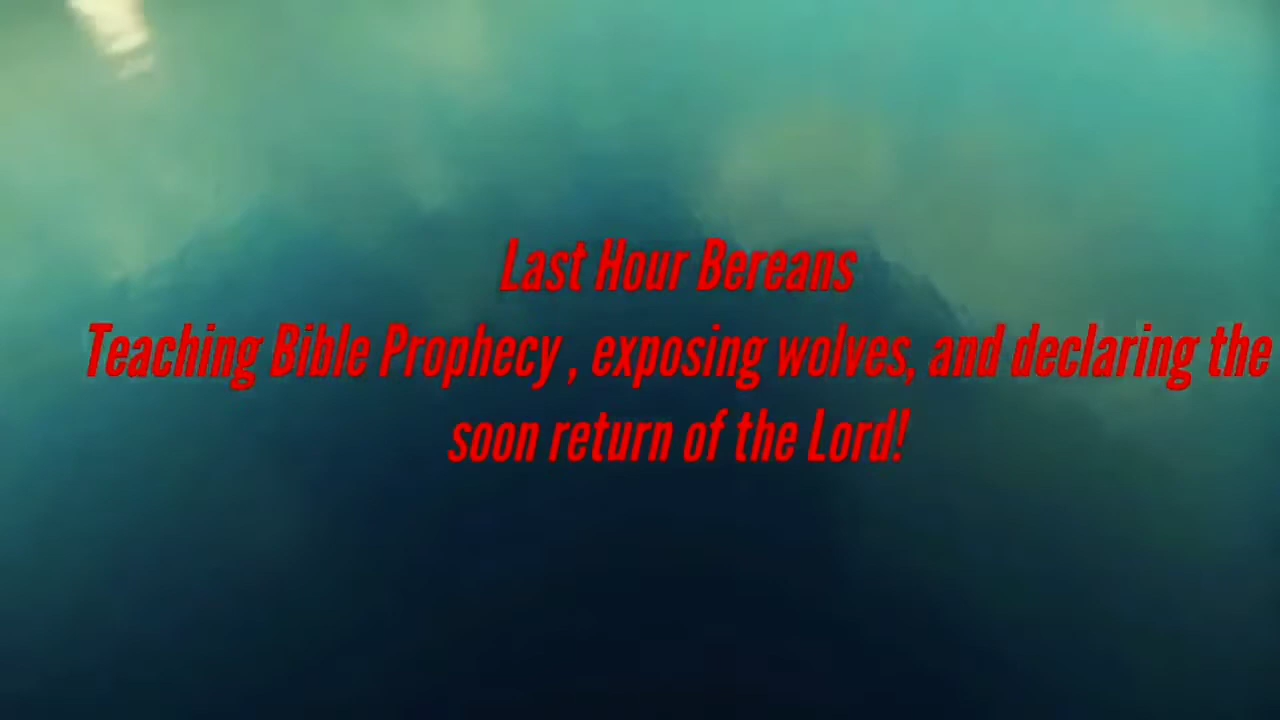 Last Hour Bereans
Teaching Bible Prophecy , exposing wolves, and declaring the
soon return of the Lord!